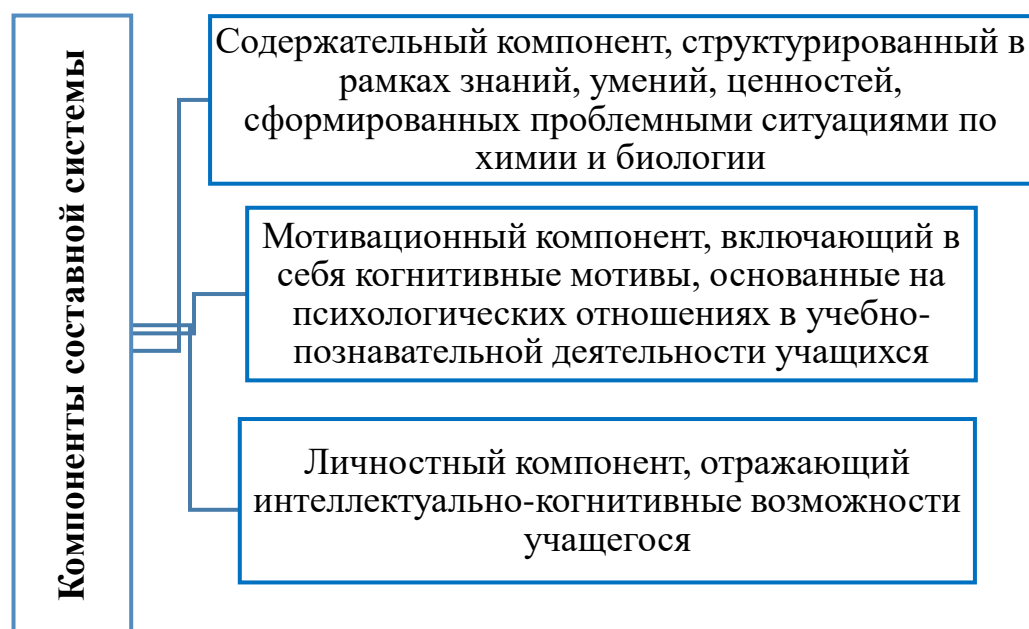 Компоненты составной системы
Содержательный компонент, структурированный в
рамках знаний, умений, ценностей,
сформированных проблемными ситуациями по
химии и биологии
Мотивационный компонент, включающий в
себя когнитивные мотивы, основанные на
психологических отношениях в учебно-
познавательной деятельности учащихся
Личностный компонент, отражающий
интеллектуально-когнитивные возможности
учащегося